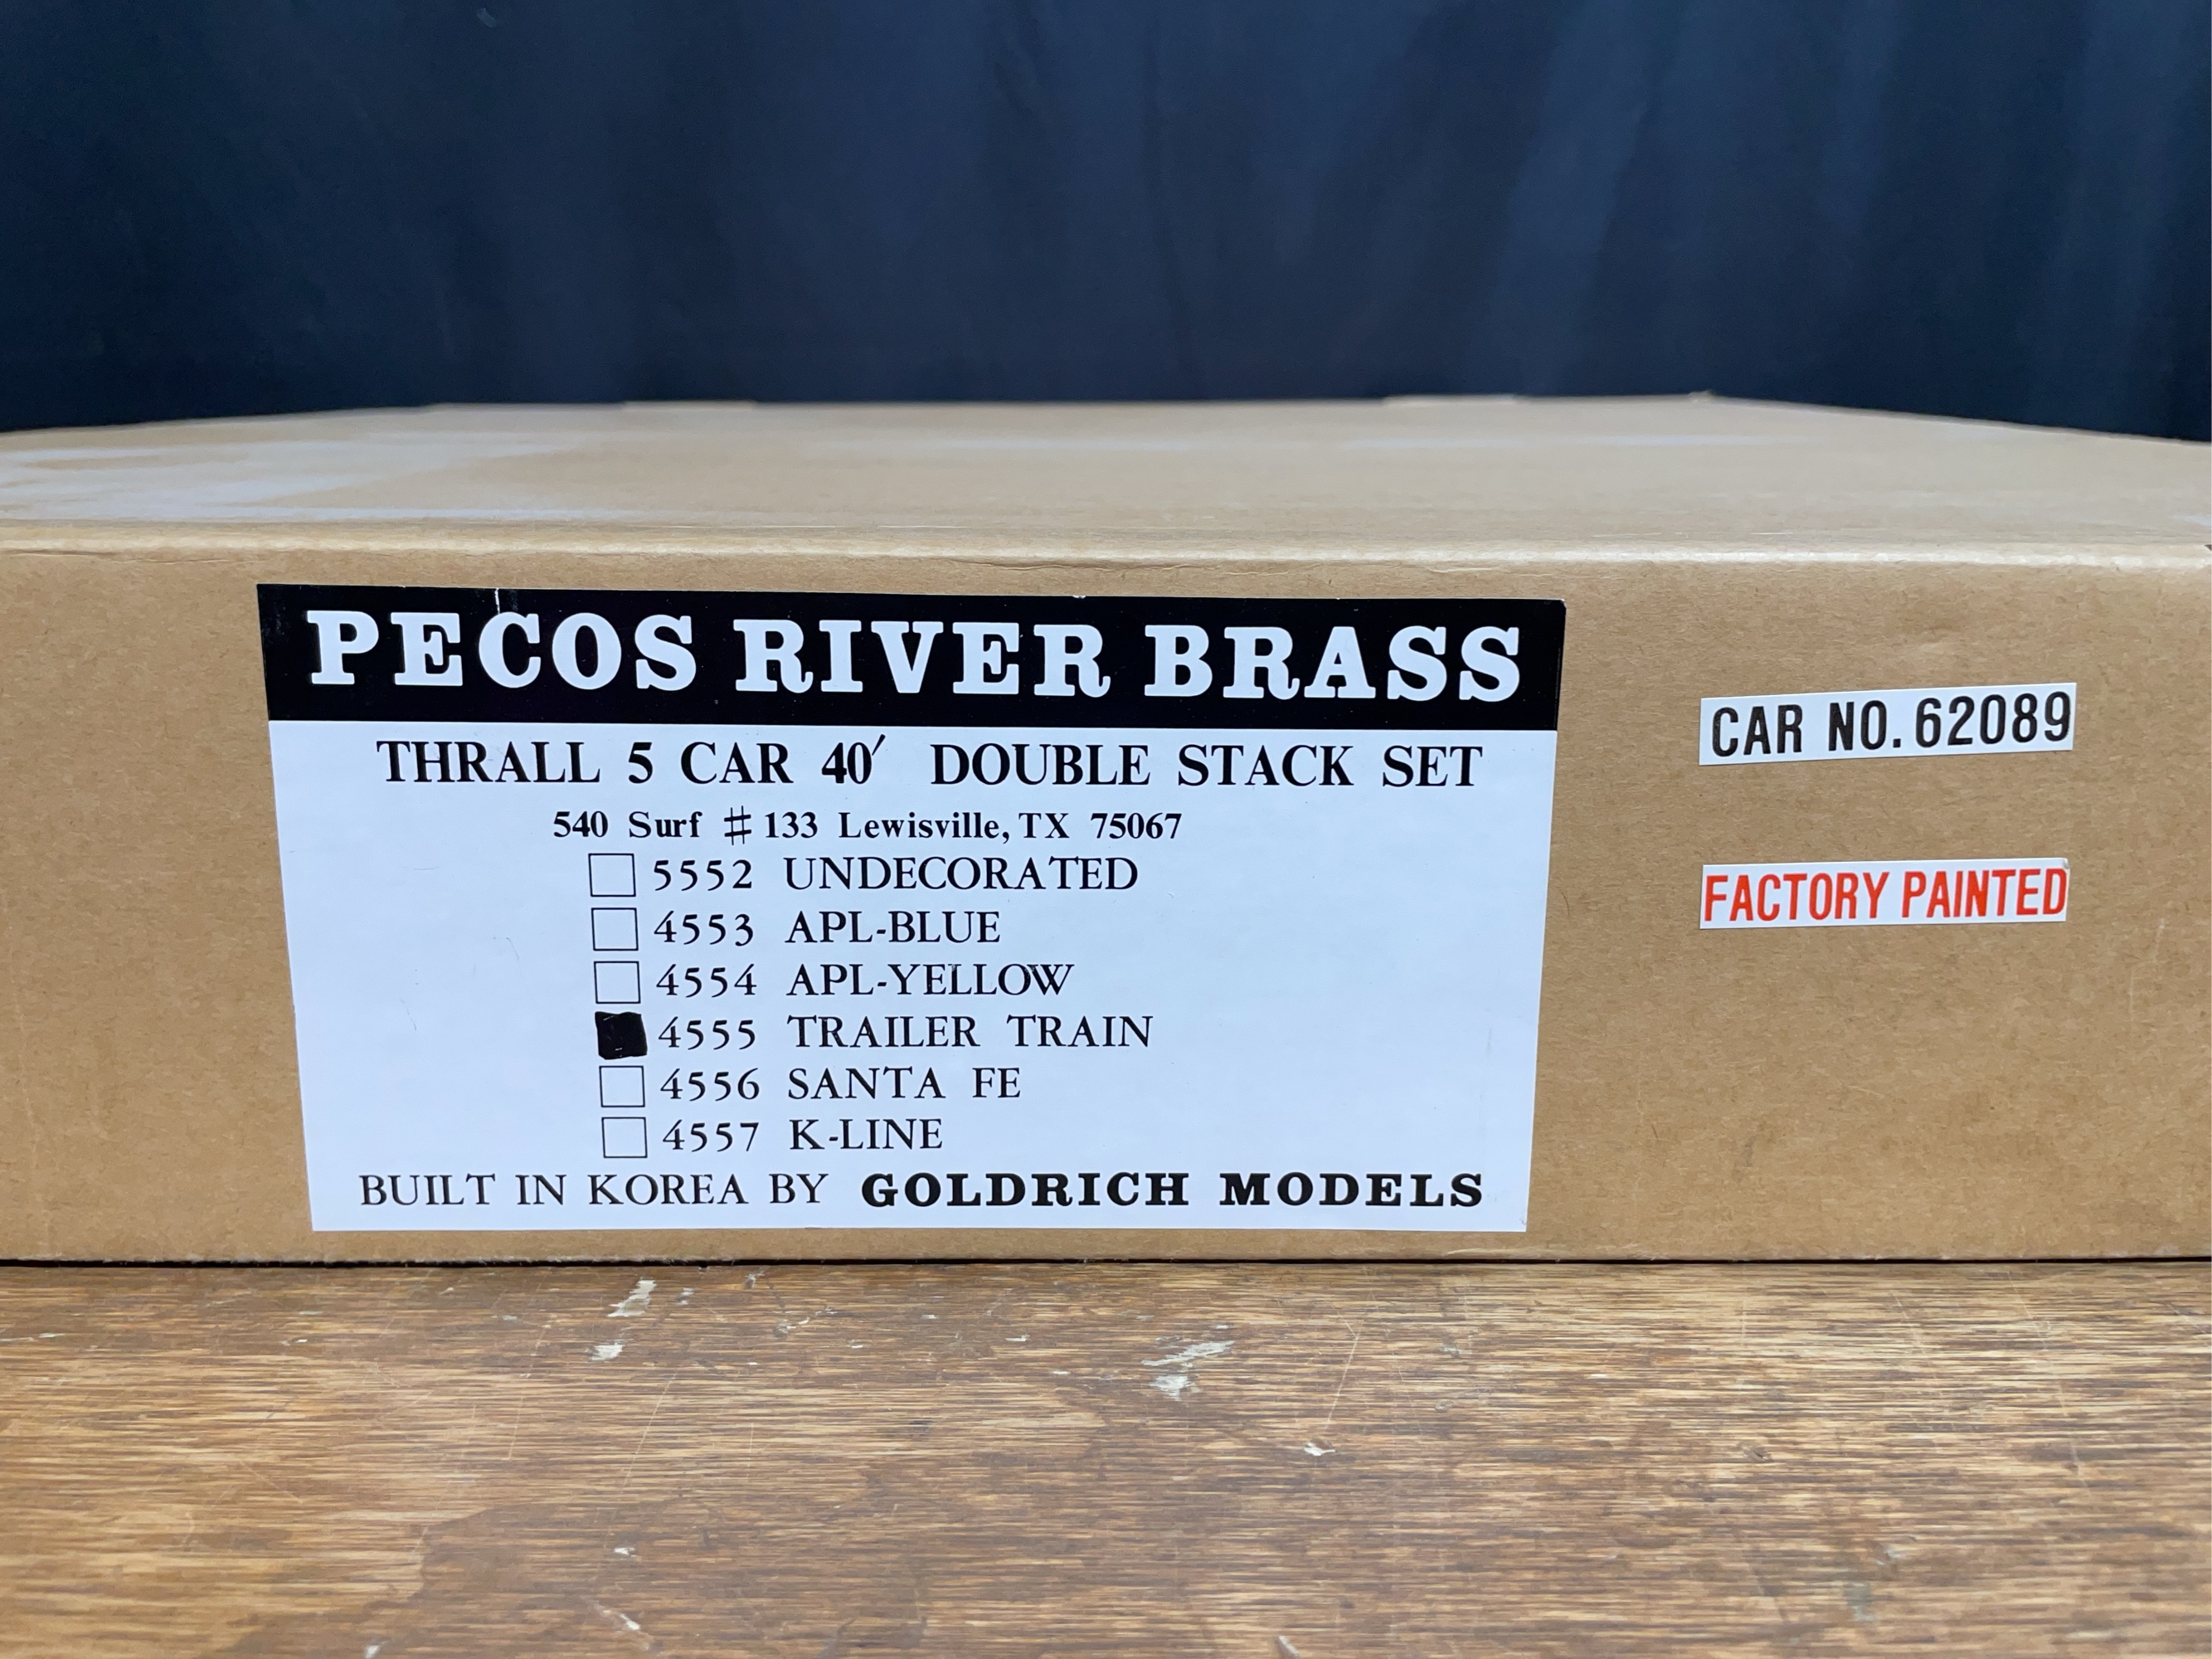 PECOS RIVER BRASS
THRALL 5 CAR 40′ DOUBLE STACK SET
540 Surf # 133 Lewisville, TX 75067
5552 UNDECORATED
4553 APL-BLUE
4554 APL-YELLOW
4555 TRAILER TRAIN
4556 SANTA FE
4557 K-LINE
BUILT IN KOREA BY GOLDRICH MODELS
CAR NO. 62089
FACTORY PAINTED